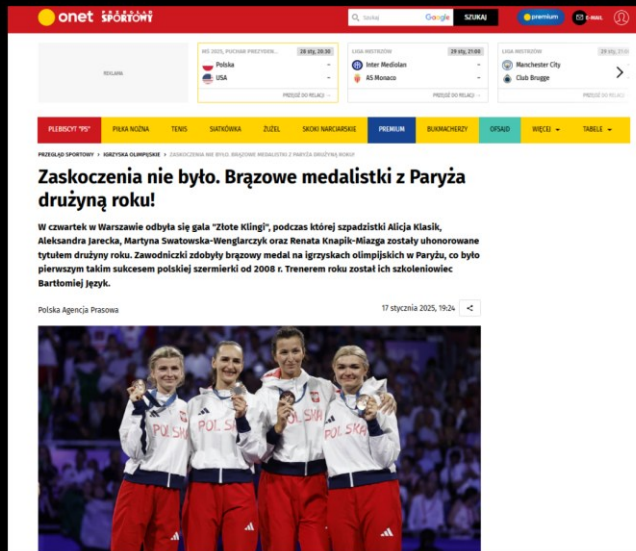 onet PRZEGLĄD SPORTOWY
Szukaj Google SZUKAJ premium E-MAIL
REKLAMA
MŚ 2025, PUCHAR PREZYDEN... 28 sty, 20:30
Polska -
USA -
PRZEJDŹ DO RELACJI
LIGA MISTRZÓW 29 sty, 21:00
Inter Mediolan -
AS Monaco -
PRZEJDŹ DO RELACJI
LIGA MISTRZÓW 29 sty, 21:00
Manchester City
Club Brugge
PRZEJDŹ DO RELACJI
PLEBISCYT "PS" PIŁKA NOŻNA TENIS SIATKÓWKA ŻUŻEL SKOKI NARCIARSKIE PREMIUM BUKMACHERZY OFSAJD WIĘCEJ TABELE
PRZEGLĄD SPORTOWY > IGRZYSKA OLIMPIJSKIE > ZASKOCZENIA NIE BYŁO. BRĄZOWE MEDALISTKI Z PARYŻA DRUŻYNĄ ROKU!
Zaskoczenia nie było. Brązowe medalistki z Paryża
drużyną roku!
W czwartek w Warszawie odbyła się gala "Złote Klingi", podczas której szpadzistki Alicja Klasik,
Aleksandra Jarecka, Martyna Swatowska-Wenglarczyk oraz Renata Knapik-Miazga zostały uhonorowane
tytułem drużyny roku. Zawodniczki zdobyły brązowy medal na igrzyskach olimpijskich w Paryżu, co było
pierwszym takim sukcesem polskiej szermierki od 2008 r. Trenerem roku został ich szkoleniowiec
Bartłomiej Język.
Polska Agencja Prasowa 17 stycznia 2025, 19:24
POLSKA POLSKA POLSKA POLSKA